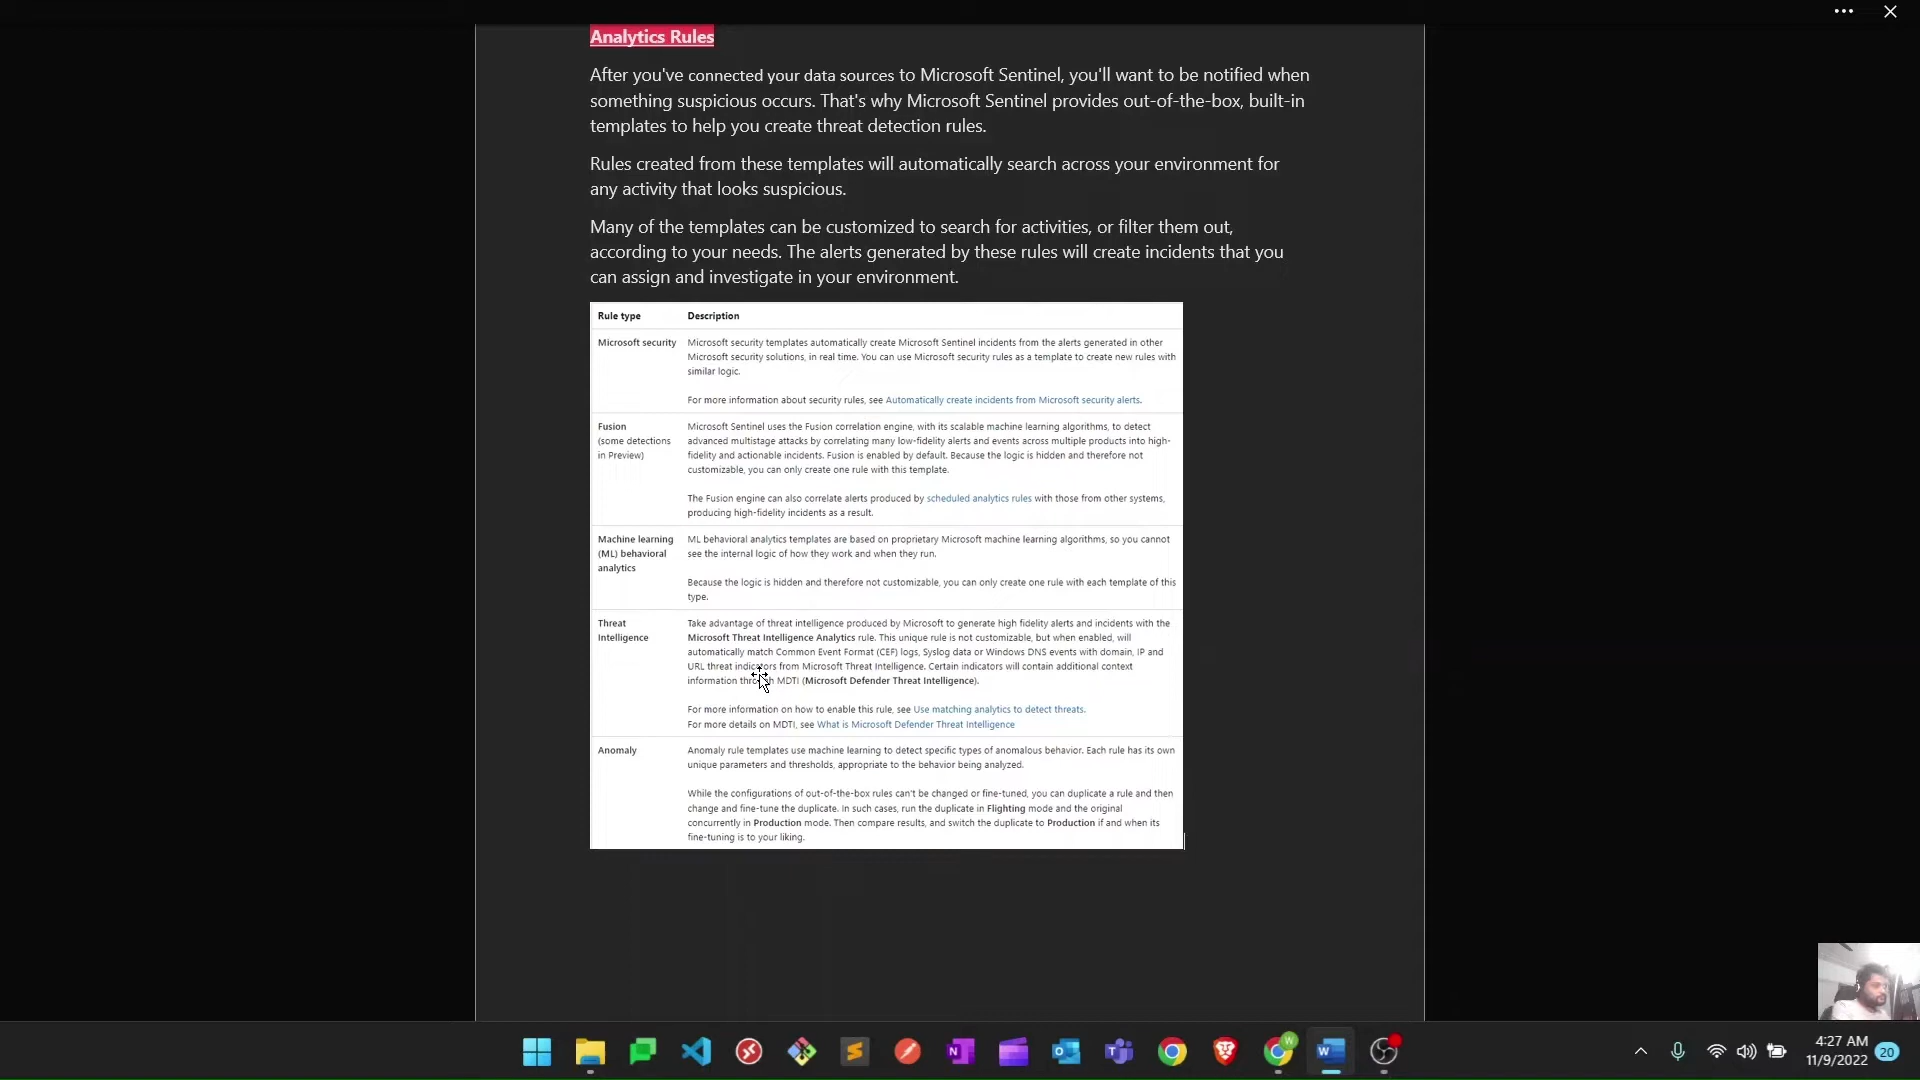 Analytics Rules
After you've connected your data sources to Microsoft Sentinel, you'll want to be notified when
something suspicious occurs. That's why Microsoft Sentinel provides out-of-the-box, built-in
templates to help you create threat detection rules.
Rules created from these templates will automatically search across your environment for
any activity that looks suspicious.
Many of the templates can be customized to search for activities, or filter them out,
according to your needs. The alerts generated by these rules will create incidents that you
can assign and investigate in your environment.
Rule type Description
Microsoft security Microsoft security templates automatically create Microsoft Sentinel incidents from the alerts generated in other
Microsoft security solutions, in real time. You can use Microsoft security rules as a template to create new rules with
similar logic.
For more information about security rules, see Automatically create incidents from Microsoft security alerts.
Fusion Microsoft Sentinel uses the Fusion correlation engine, with its scalable machine learning algorithms, to detect
(some detections advanced multistage attacks by correlating many low-fidelity alerts and events across multiple products into high-
in Preview) fidelity and actionable incidents. Fusion is enabled by default. Because the logic is hidden and therefore not
customizable, you can only create one rule with this template.
The Fusion engine can also correlate alerts produced by scheduled analytics rules with those from other systems,
producing high-fidelity incidents as a result.
Machine learning ML behavioral analytics templates are based on proprietary Microsoft machine learning algorithms, so you cannot
(ML) behavioral see the internal logic of how they work and when they run.
analytics
Because the logic is hidden and therefore not customizable, you can only create one rule with each template of this
type.
Threat Take advantage of threat intelligence produced by Microsoft to generate high fidelity alerts and incidents with the
Intelligence Microsoft Threat Intelligence Analytics rule. This unique rule is not customizable, but when enabled, will
automatically match Common Event Format (CEF) logs, Syslog data or Windows DNS events with domain, IP and
URL threat indicators from Microsoft Threat Intelligence. Certain indicators will contain additional context
information through MDTI (Microsoft Defender Threat Intelligence).
For more information on how to enable this rule, see Use matching analytics to detect threats.
For more details on MDTI, see What is Microsoft Defender Threat Intelligence
Anomaly Anomaly rule templates use machine learning to detect specific types of anomalous behavior. Each rule has its own
unique parameters and thresholds, appropriate to the behavior being analyzed.
While the configurations of out-of-the-box rules can't be changed or fine-tuned, you can duplicate a rule and then
change and fine-tune the duplicate. In such cases, run the duplicate in Flighting mode and the original
concurrently in Production mode. Then compare results, and switch the duplicate to Production if and when its
fine-tuning is to your liking.
4:27 AM
11/9/2022 20